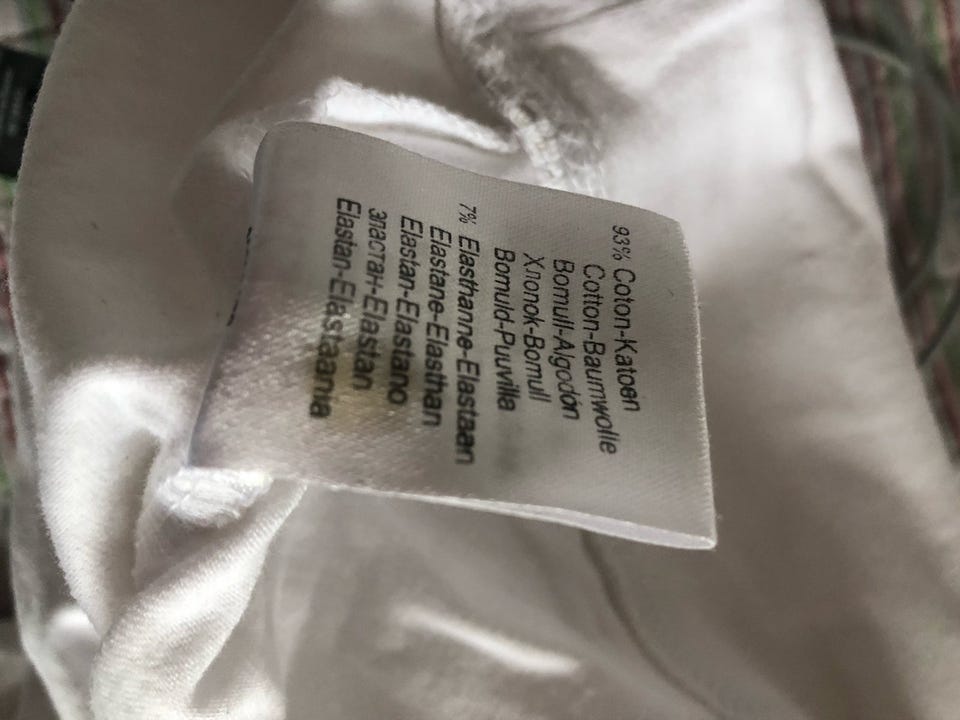 93% Coton-Katoen
Cotton-Baumwolle
Bomull-Algodón
Хлопок-Bomull
Bomuld-Puuvilla
7% Elasthanne-Elastaan
Elastane-Elasthan
Elastan-Elastano
эластан-Elastan
Elastan-Elastaania